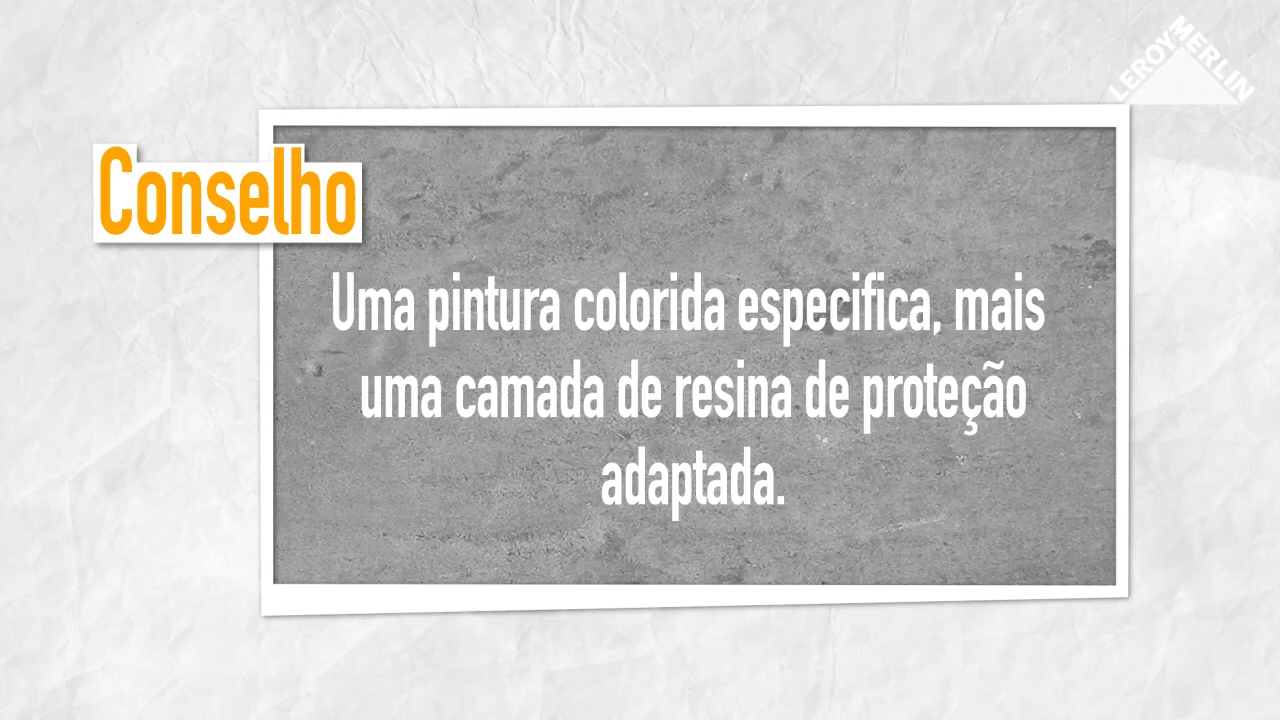 LEROY MERLIN
Conselho
Uma pintura colorida especifica, mais
uma camada de resina de proteção
adaptada.